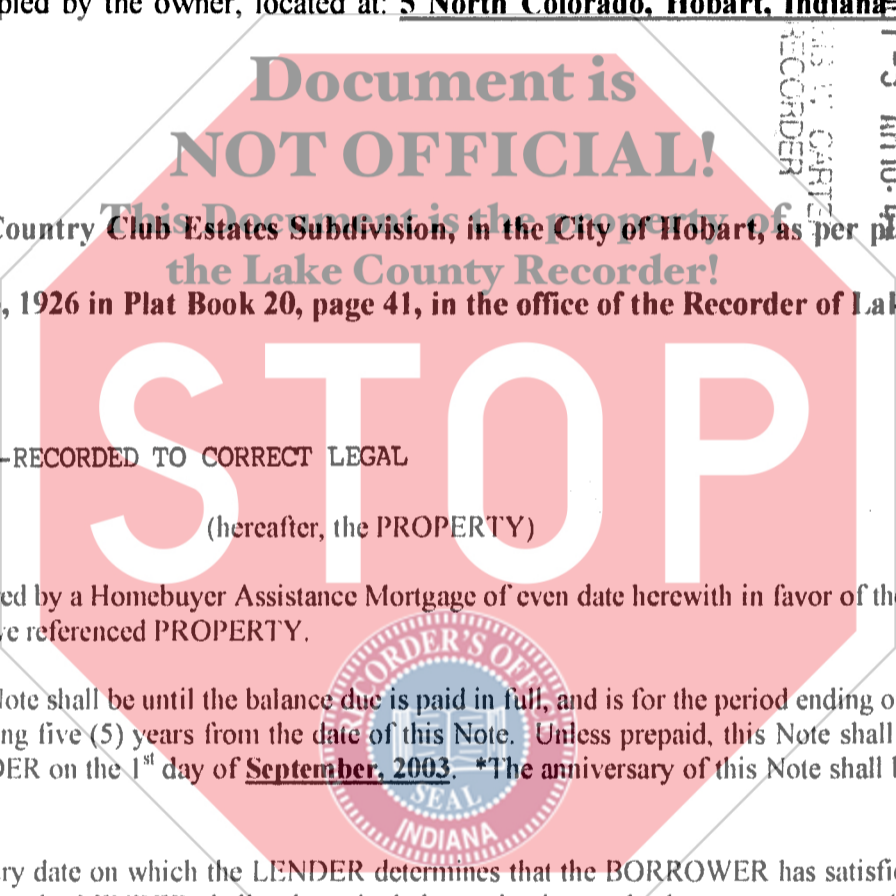 pied by the owner, located at: 5 North Colorado, Hobart, Indiana
RECORDER
Document is
NOT OFFICIAL!
This Document is the property of
the Lake County Recorder!
Country Club Estates Subdivision, in the City of Hobart, as per
, 1926 in Plat Book 20, page 41, in the office of the Recorder of Lak
STOP
-RECORDED TO CORRECT LEGAL
(hereafter, the PROPERTY)
ed by a Homebuyer Assistance Mortgage of even date herewith in favor of the
e referenced PROPERTY.
Note shall be until the balance due is paid in full, and is for the period ending o
ng five (5) years from the date of this Note. Unless prepaid, this Note shall
DER on the 1st day of September, 2003. *The anniversary of this Note shall b
RECORDER'S OFFICE
SEAL
INDIANA
ry date on which the LENDER determines that the BORROWER has satisfi